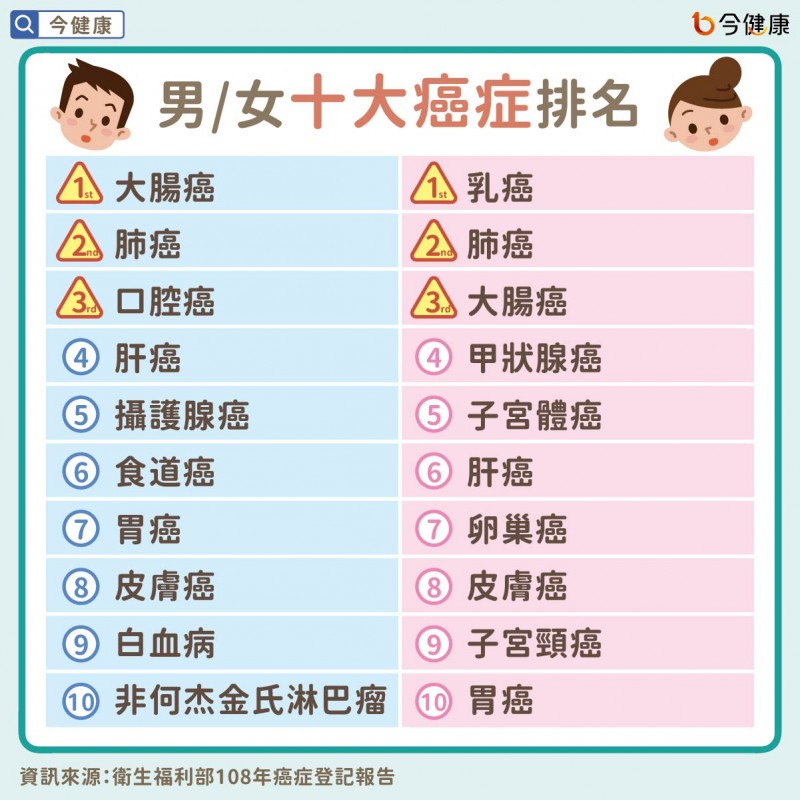 今健康
今健康
男/女十大癌症排名
1st 大腸癌
1st 乳癌
2nd 肺癌
2nd 肺癌
3rd 口腔癌
3rd 大腸癌
4 肝癌
4 甲狀腺癌
5 攝護腺癌
5 子宮體癌
6 食道癌
6 肝癌
7 胃癌
7 卵巢癌
8 皮膚癌
8 皮膚癌
9 白血病
9 子宮頸癌
10 非何杰金氏淋巴瘤
10 胃癌
資訊來源:衛生福利部108年癌症登記報告